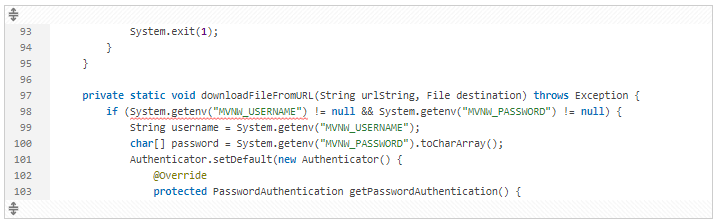 93 System.exit(1);
94 }
95 }
96
97 private static void downloadFileFromURL(String urlString, File destination) throws Exception {
98 if (System.getenv("MVNW_USERNAME") != null && System.getenv("MVNW_PASSWORD") != null) {
99 String username = System.getenv("MVNW_USERNAME");
100 char[] password = System.getenv("MVNW_PASSWORD").toCharArray();
101 Authenticator.setDefault(new Authenticator() {
102 @Override
103 protected PasswordAuthentication getPasswordAuthentication() {